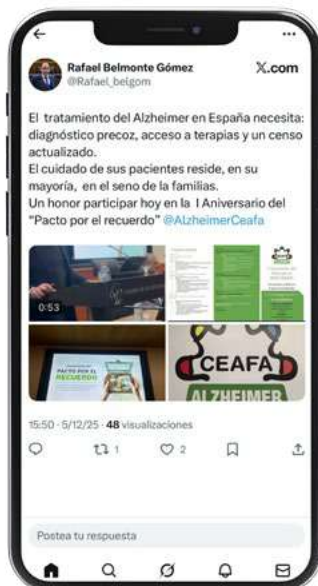 Rafael Belmonte Gómez
X.com
@Rafael_belgom
El tratamiento del Alzheimer en España necesita:
diagnóstico precoz, acceso a terapias y un censo
actualizado.
El cuidado de sus pacientes reside, en su
mayoría, en el seno de la familias.
Un honor participar hoy en la I Aniversario del
"Pacto por el recuerdo" @AlzheimerCeafa
0:53
PACTO POR EL
RECUERDO
CEAFA
ALZHEIMER
15:50 · 5/12/25 · 48 visualizaciones
1
2
Postea tu respuesta